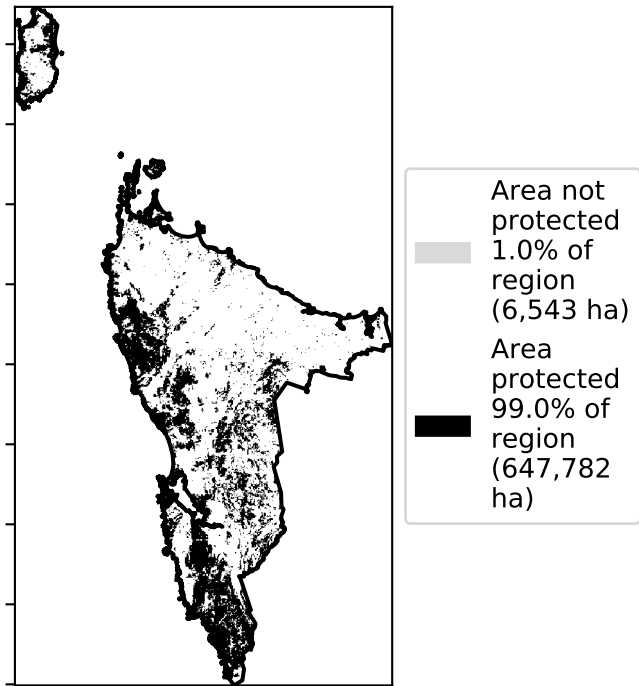 Area not
protected
1.0% of
region
(6,543 ha)
Area
protected
99.0% of
region
(647,782
ha)